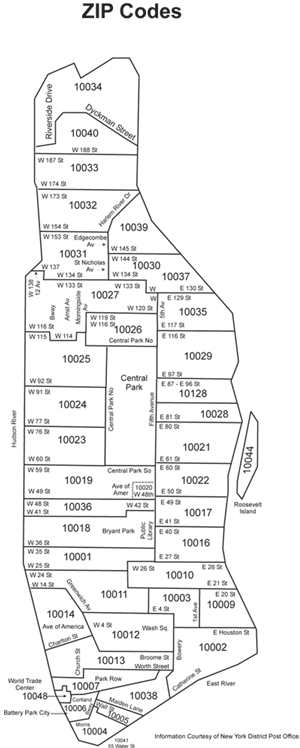 ZIP Codes
Riverside Drive
10034
Dyckman Street
10040
W 188 St
W 187 St
10033
W 174 St
W 173 St
10032
Harlem River Dr
10039
W 154 St
W 153 St
Edgecombe
Av
10031
W 145 St
St Nicholas
Av
W 144 St
10030
W 137
W 134 St
W 134 St
10037
W 138
12 Av
W 133 St
10027
W 133 St
W
E 130 St
E 129 St
Bway
Amst Av
Morningside
Av
W 120 St
5th Av
10035
W 119 St
W 116 St
10026
W 116 St
E 117 St
W 115
W 114
Central Park No
E 116 St
10025
10029
Central Park No
Central
Park
Fifth Avenue
E 97 St
W 92 St
E 87 - E 96 St
W 91 St
10128
10024
10028
W 77 St
E 81 St
W 76 St
E 80 St
Hudson River
10023
10021
10044
W 60 St
E 61 St
W 59 St
Central Park So
E 60 St
10019
Ave of
Amer
10020
W 48th
10022
W 49 St
E 50 St
Roosevelt
Island
W 48 St
10036
W 42 St
E 49 St
W 41 St
10017
10018
Bryant Park
Public
Library
E 41 St
E 40 St
10016
W 36 St
W 35 St
10001
E 27 St
W 25 St
W 26 St
E 26 St
W 24 St
10010
W 14 St
E 21 St
Greenwich Av
10011
10003
E 20 St
10009
10014
E 4 St
1st Ave
Ave of America
W 4 St
Wash Sq.
E Houston St
10012
Charlton St
Bowery
10002
Church St
10013
Broome St
Worth Street
Catherine St
East River
World Trade
Center
Park Row
10007
10048
Cortland
10038
10006
Maiden Lane
Wall St
Battery Park City
10005
Morris
10004
10041
55 Water St
Information Courtesy of New York District Post Office.